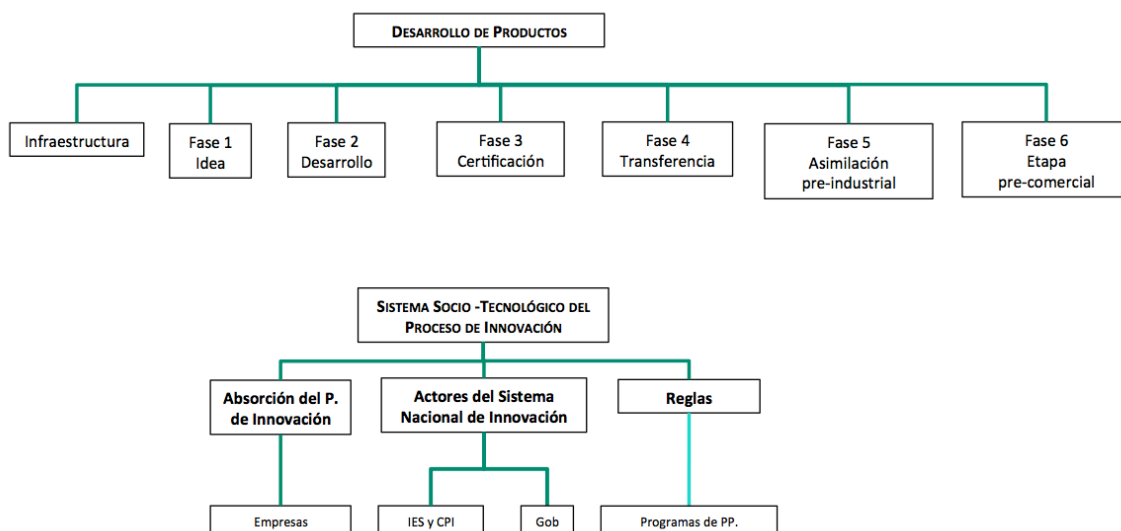 DESARROLLO DE PRODUCTOS
Infraestructura
Fase 1
Idea
Fase 2
Desarrollo
Fase 3
Certificación
Fase 4
Transferencia
Fase 5
Asimilación
pre-industrial
Fase 6
Etapa
pre-comercial
SISTEMA SOCIO -TECNOLÓGICO DEL
PROCESO DE INNOVACIÓN
Absorción del P.
de Innovación
Actores del Sistema
Nacional de Innovación
Reglas
Empresas
IES y CPI
Gob
Programas de PP.